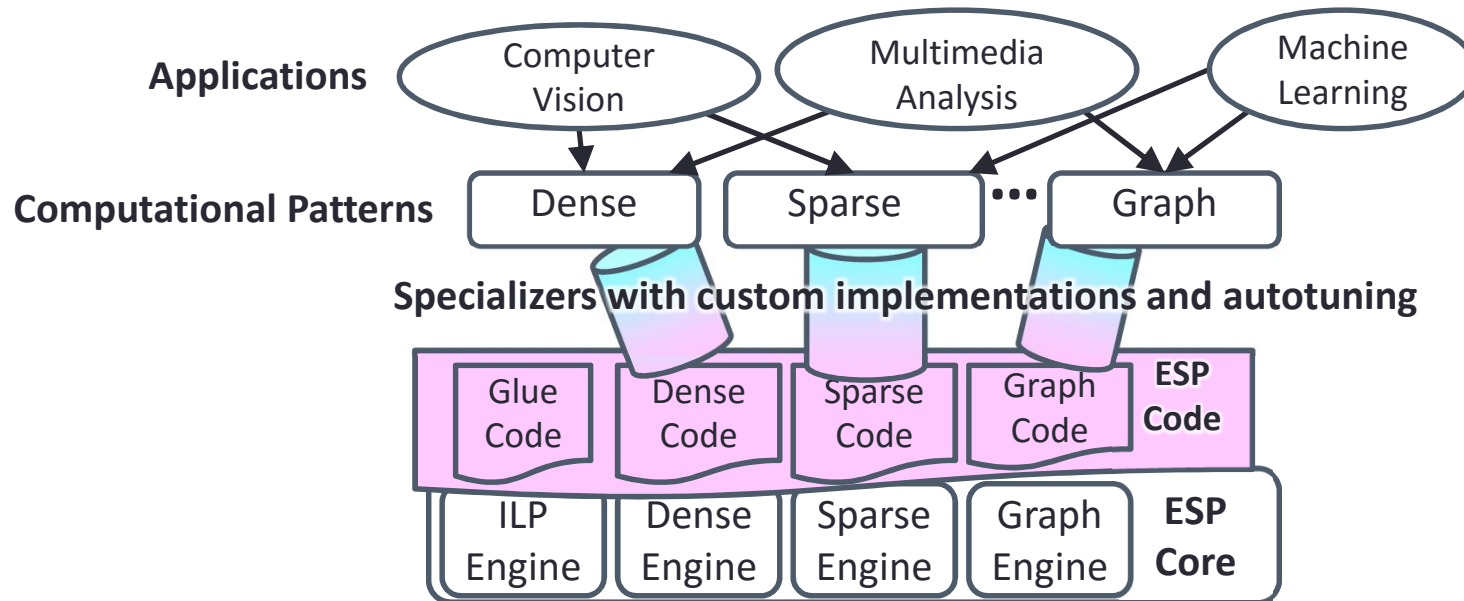 Applications
Computer
Vision
Multimedia
Analysis
Machine
Learning
Computational Patterns
Dense
Sparse
...
Graph
Specializers with custom implementations and autotuning
Glue
Code
Dense
Code
Sparse
Code
Graph
Code
ESP
Code
ILP
Engine
Dense
Engine
Sparse
Engine
Graph
Engine
ESP
Core